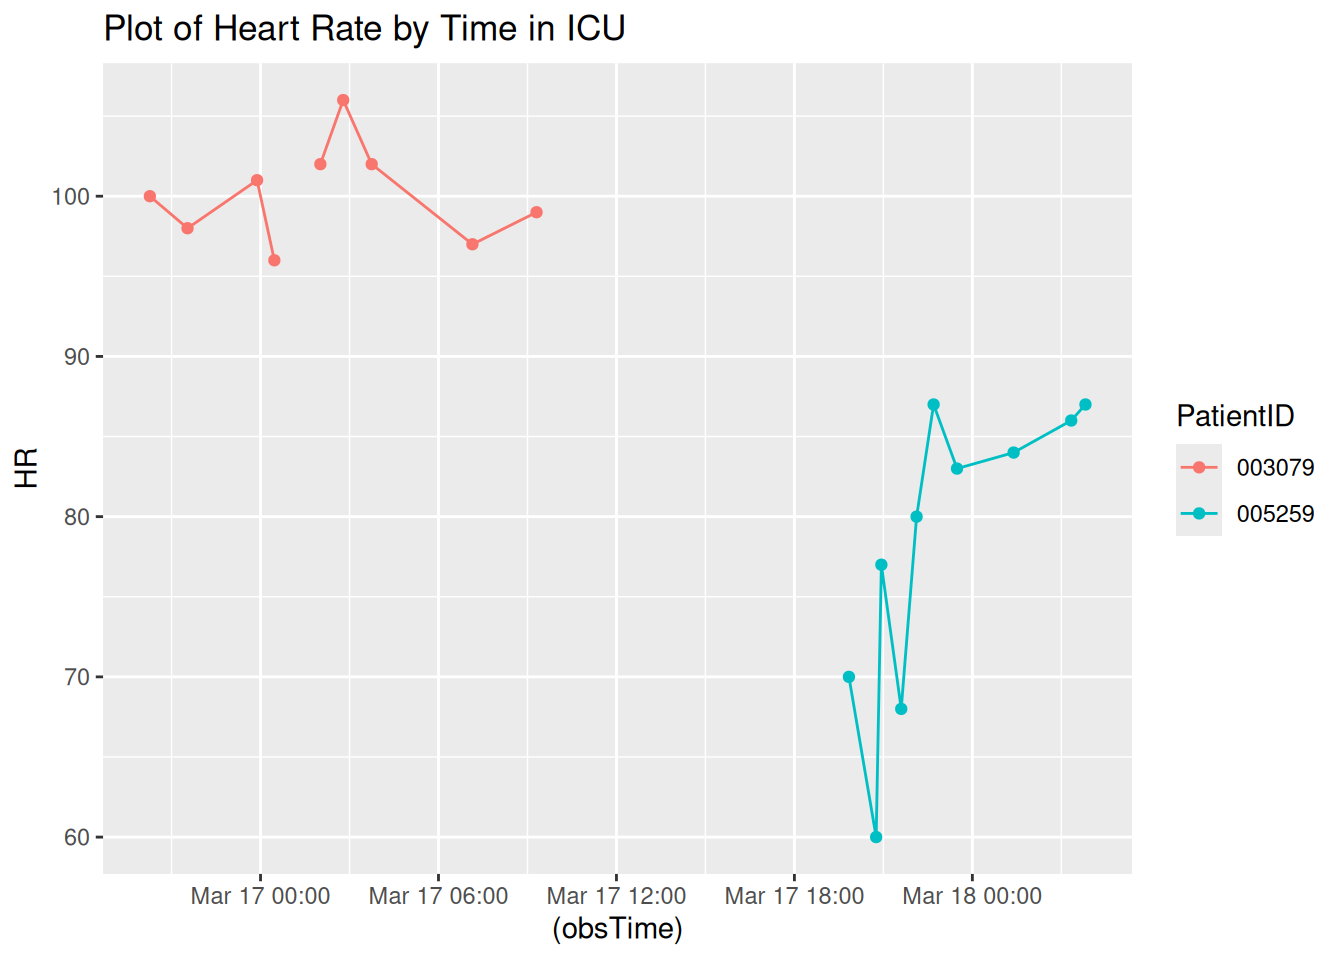 Plot of Heart Rate by Time in ICU
HR
100
90
80
70
60
Mar 17 00:00 Mar 17 06:00 Mar 17 12:00 Mar 17 18:00 Mar 18 00:00
(obsTime)
PatientID
003079
005259